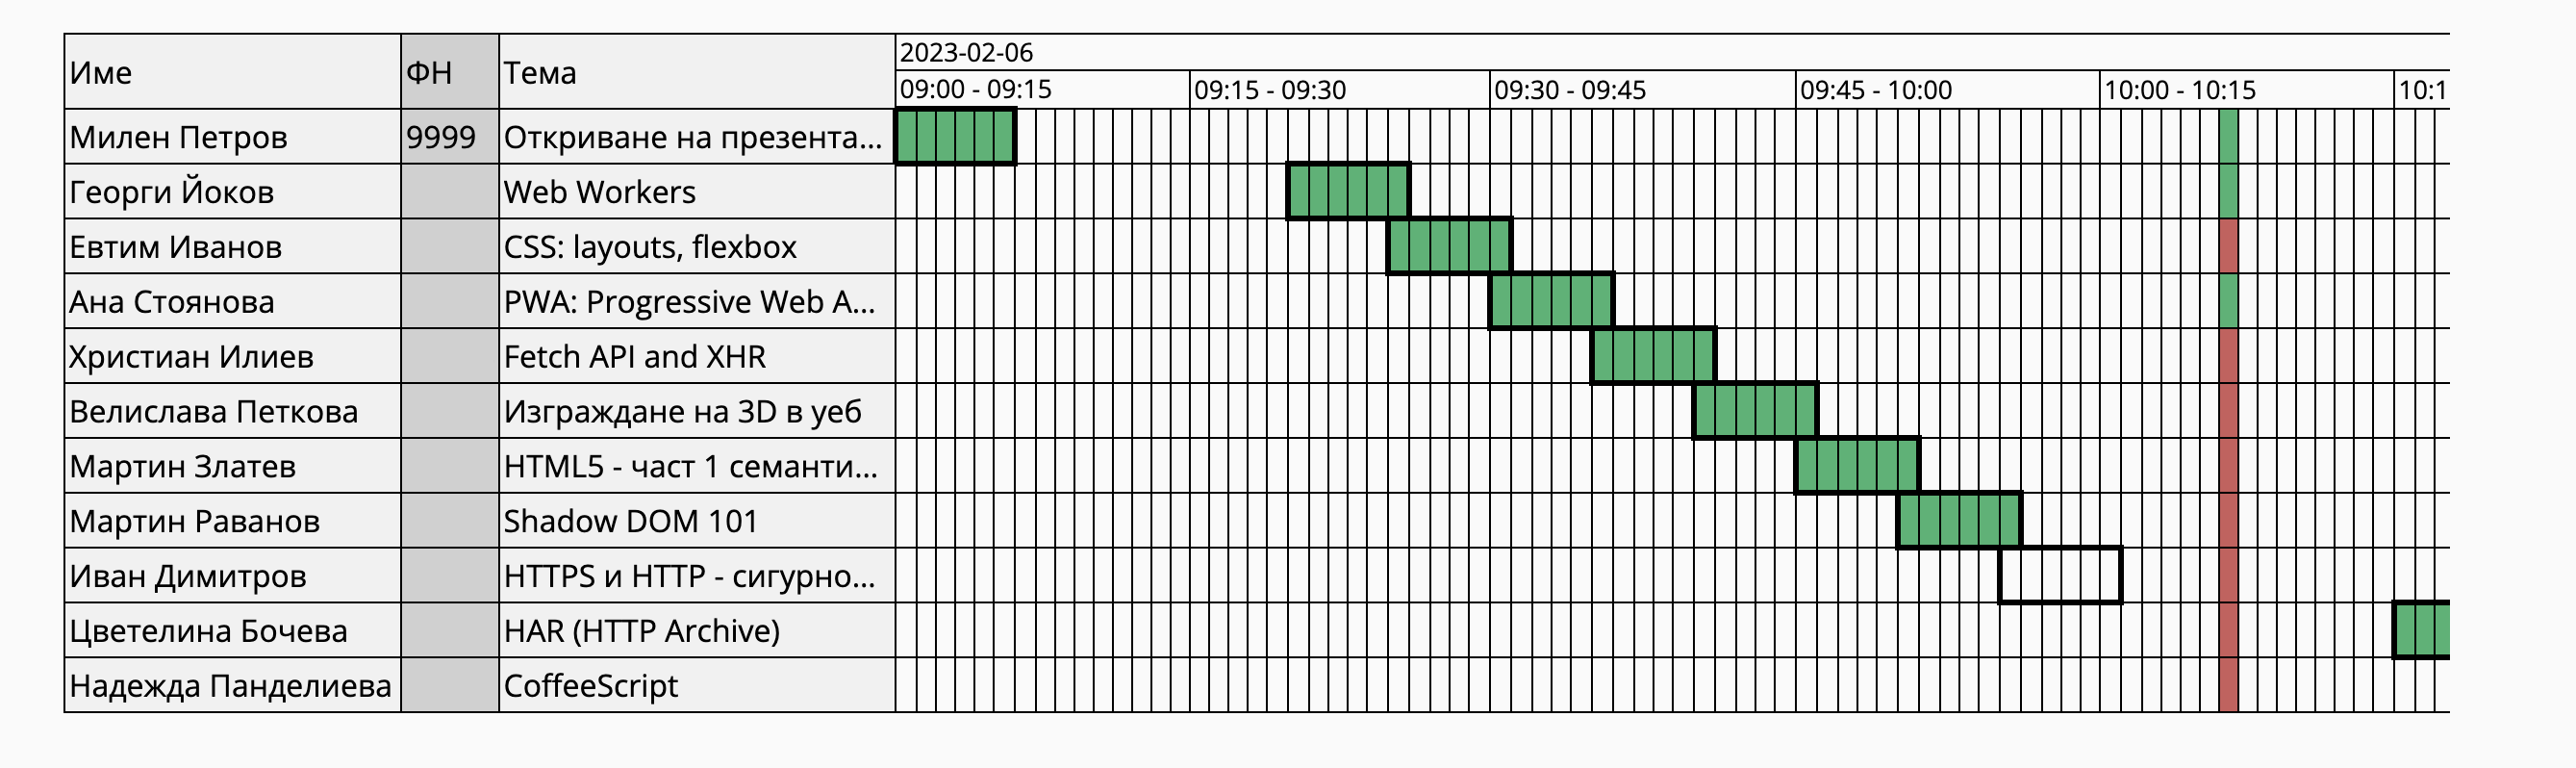 Име ФН Тема 2023-02-06
09:00 - 09:15 09:15 - 09:30 09:30 - 09:45 09:45 - 10:00 10:00 - 10:15 10:1
Милен Петров 9999 Откриване на презента...
Георги Йоков Web Workers
Евтим Иванов CSS: layouts, flexbox
Ана Стоянова PWA: Progressive Web A...
Христиан Илиев Fetch API and XHR
Велислава Петкова Изграждане на 3D в уеб
Мартин Златев HTML5 - част 1 семанти...
Мартин Раванов Shadow DOM 101
Иван Димитров HTTPS и HTTP - сигурно...
Цветелина Бочева HAR (HTTP Archive)
Надежда Панделиева CoffeeScript